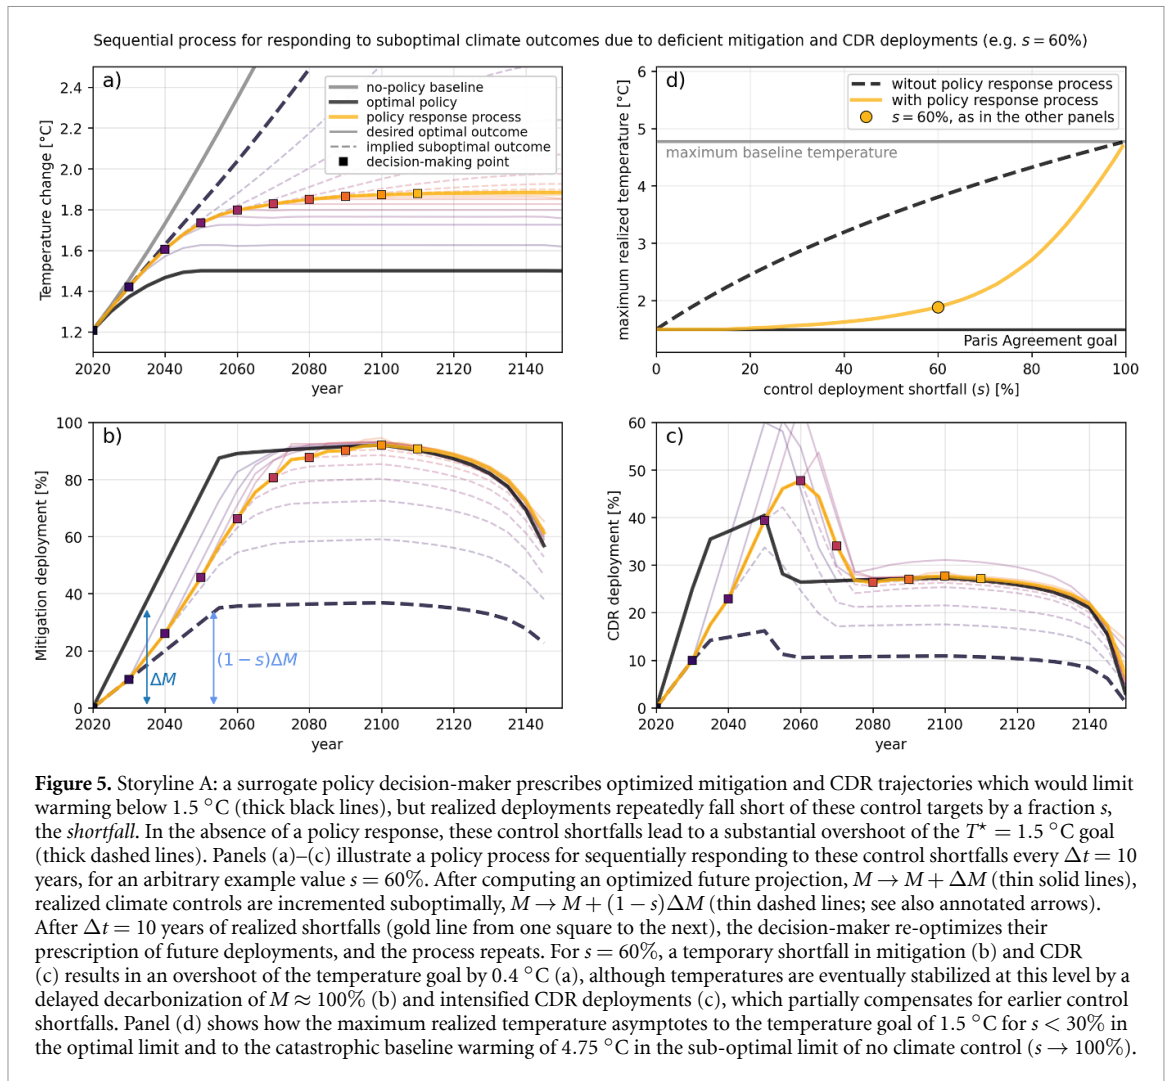 Sequential process for responding to suboptimal climate outcomes due to deficient mitigation and CDR deployments (e.g. s = 60%)
a)
no-policy baseline
optimal policy
policy response process
desired optimal outcome
implied suboptimal outcome
decision-making point
Temperature change [°C]
2.4
2.2
2.0
1.8
1.6
1.4
1.2
2020 2040 2060 2080 2100 2120 2140
year
d)
witout policy response process
with policy response process
s = 60%, as in the other panels
maximum baseline temperature
Paris Agreement goal
maximum realized temperature [°C]
6
5
4
3
2
0 20 40 60 80 100
control deployment shortfall (s) [%]
b)
Mitigation deployment [%]
100
80
60
40
20
0
ΔM
(1 − s)ΔM
2020 2040 2060 2080 2100 2120 2140
year
c)
CDR deployment [%]
60
50
40
30
20
10
0
2020 2040 2060 2080 2100 2120 2140
year
Figure 5. Storyline A: a surrogate policy decision-maker prescribes optimized mitigation and CDR trajectories which would limit
warming below 1.5 °C (thick black lines), but realized deployments repeatedly fall short of these control targets by a fraction s,
the shortfall. In the absence of a policy response, these control shortfalls lead to a substantial overshoot of the T⋆ = 1.5 °C goal
(thick dashed lines). Panels (a)–(c) illustrate a policy process for sequentially responding to these control shortfalls every Δt = 10
years, for an arbitrary example value s = 60%. After computing an optimized future projection, M → M + ΔM (thin solid lines),
realized climate controls are incremented suboptimally, M → M + (1 − s)ΔM (thin dashed lines; see also annotated arrows).
After Δt = 10 years of realized shortfalls (gold line from one square to the next), the decision-maker re-optimizes their
prescription of future deployments, and the process repeats. For s = 60%, a temporary shortfall in mitigation (b) and CDR
(c) results in an overshoot of the temperature goal by 0.4 °C (a), although temperatures are eventually stabilized at this level by a
delayed decarbonization of M ≈ 100% (b) and intensified CDR deployments (c), which partially compensates for earlier control
shortfalls. Panel (d) shows how the maximum realized temperature asymptotes to the temperature goal of 1.5 °C for s < 30% in
the optimal limit and to the catastrophic baseline warming of 4.75 °C in the sub-optimal limit of no climate control (s → 100%).